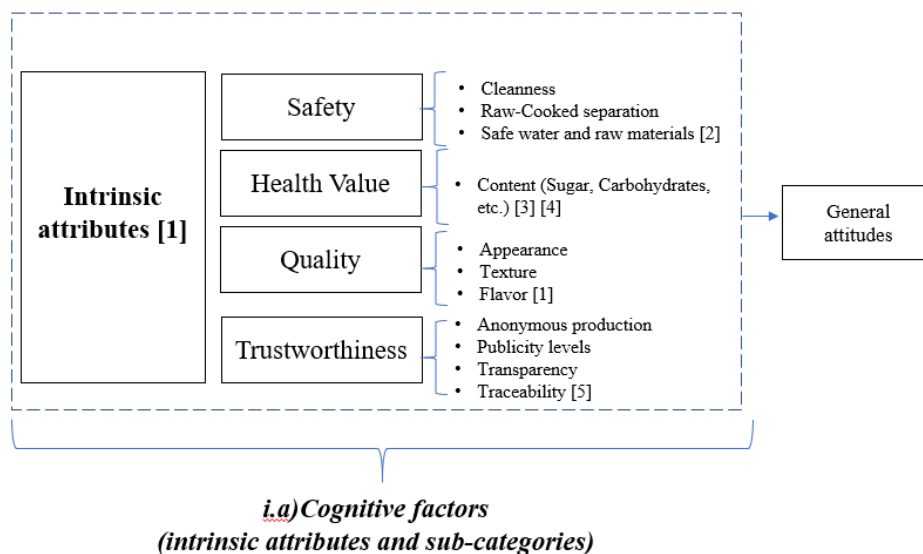 Intrinsic
attributes [1]
Safety
• Cleanness
• Raw-Cooked separation
• Safe water and raw materials [2]
Health Value
• Content (Sugar, Carbohydrates,
etc.) [3] [4]
Quality
• Appearance
• Texture
• Flavor [1]
Trustworthiness
• Anonymous production
• Publicity levels
• Transparency
• Traceability [5]
General
attitudes
i.a)Cognitive factors
(intrinsic attributes and sub-categories)